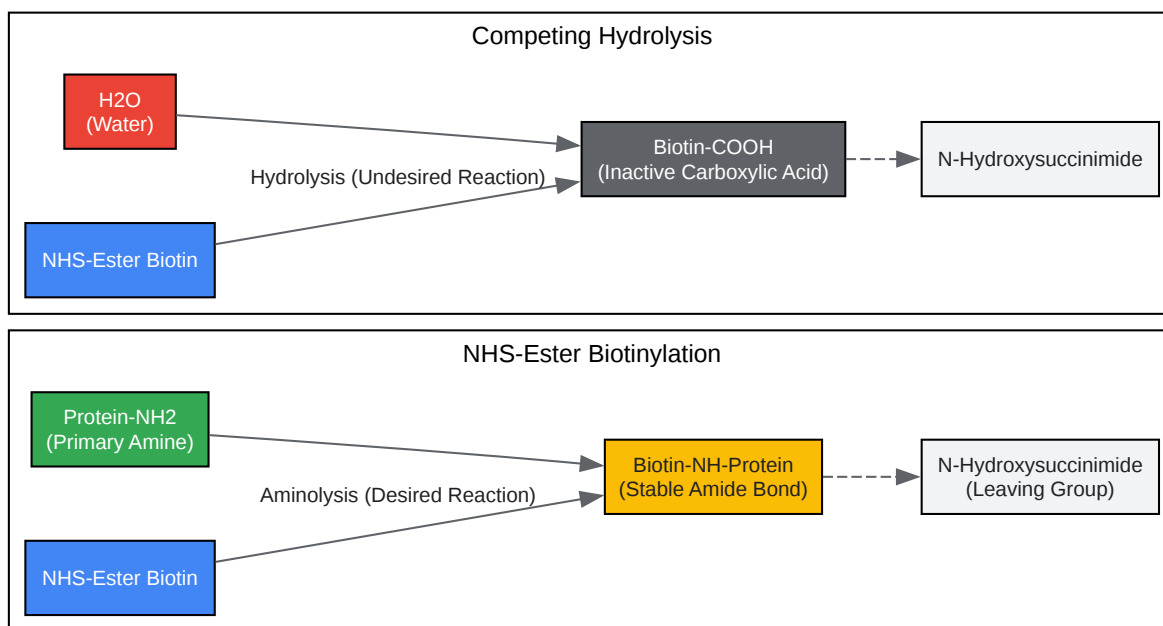 Competing Hydrolysis
H2O
(Water)
Hydrolysis (Undesired Reaction)
NHS-Ester Biotin
Biotin-COOH
(Inactive Carboxylic Acid)
N-Hydroxysuccinimide
NHS-Ester Biotinylation
Protein-NH2
(Primary Amine)
Aminolysis (Desired Reaction)
NHS-Ester Biotin
Biotin-NH-Protein
(Stable Amide Bond)
N-Hydroxysuccinimide
(Leaving Group)